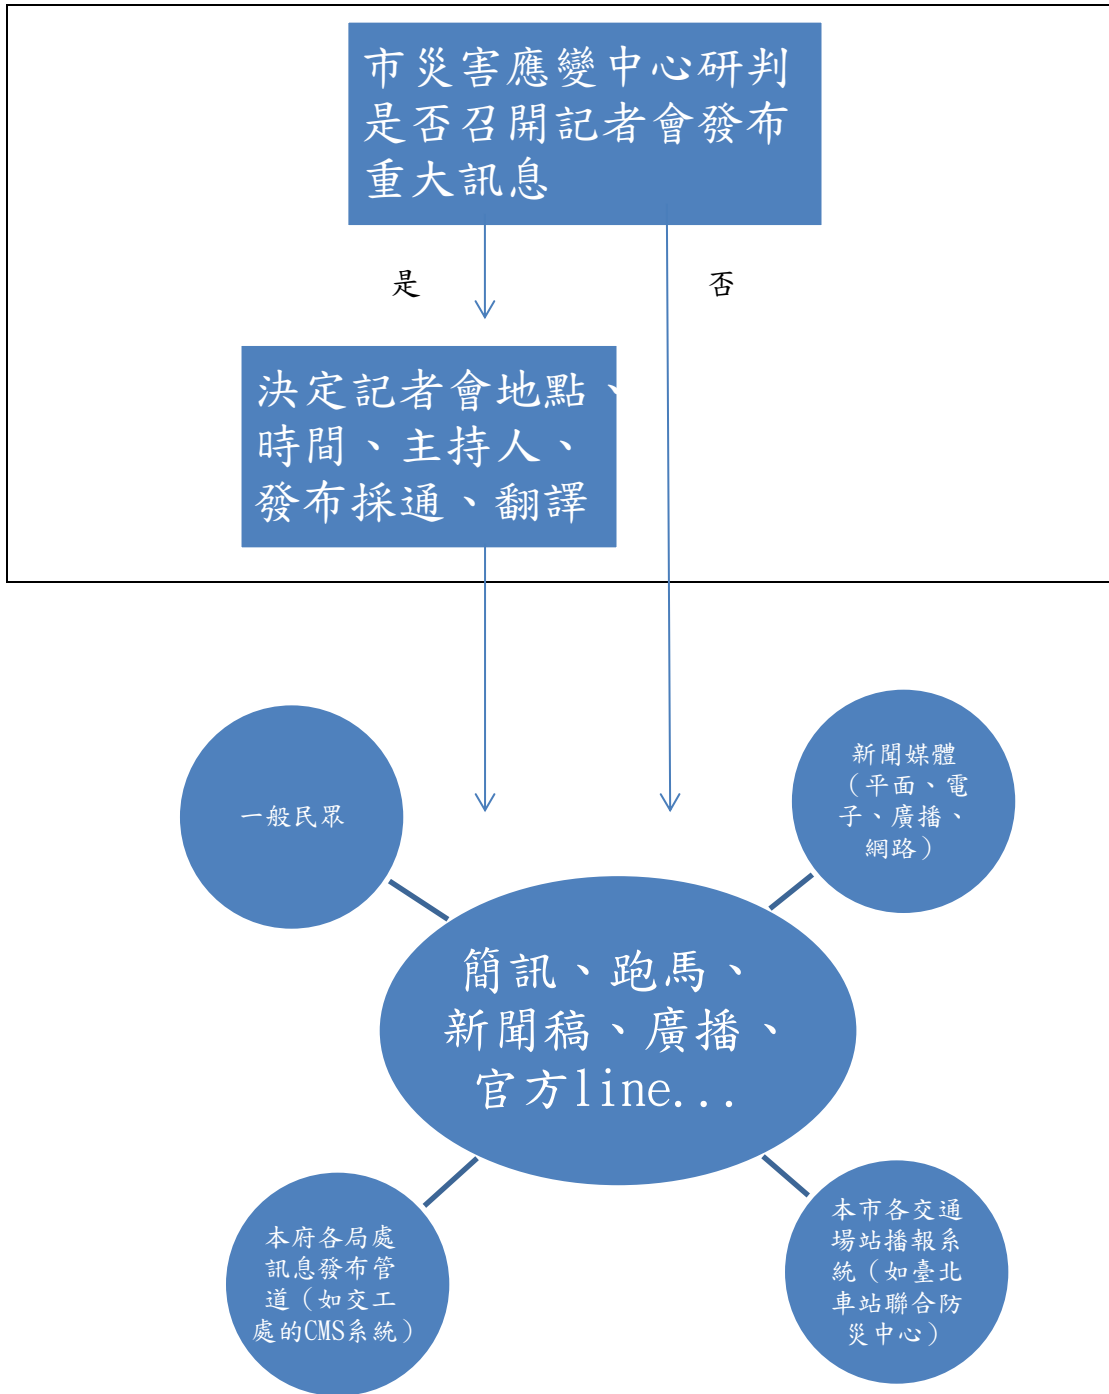 市災害應變中心研判
是否召開記者會發布
重大訊息
是
否
決定記者會地點、
時間、主持人、
發布採通、翻譯
一般民眾
新聞媒體
（平面、電
子、廣播、
網路）
簡訊、跑馬、
新聞稿、廣播、
官方line...
本府各局處
訊息發布管
道（如交工
處的CMS系統）
本市各交通
場站播報系
統（如臺北
車站聯合防
災中心）